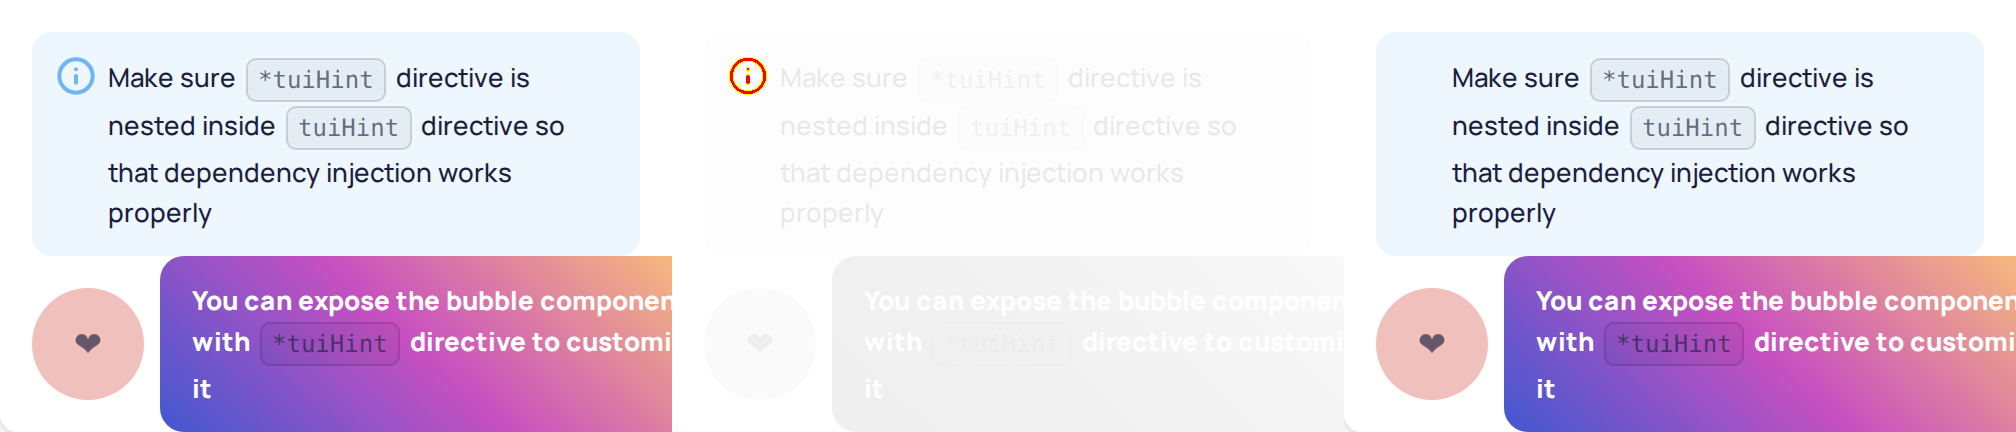 Make sure *tuiHint directive is
nested inside tuiHint directive so
that dependency injection works
properly
You can expose the bubble componen
with *tuiHint directive to customi
it
Make sure *tuiHint directive is
nested inside tuiHint directive so
that dependency injection works
properly
You can expose the bubble componen
with *tuiHint directive to customi
it
Make sure *tuiHint directive is
nested inside tuiHint directive so
that dependency injection works
properly
You can expose the bubble componen
with *tuiHint directive to customi
it